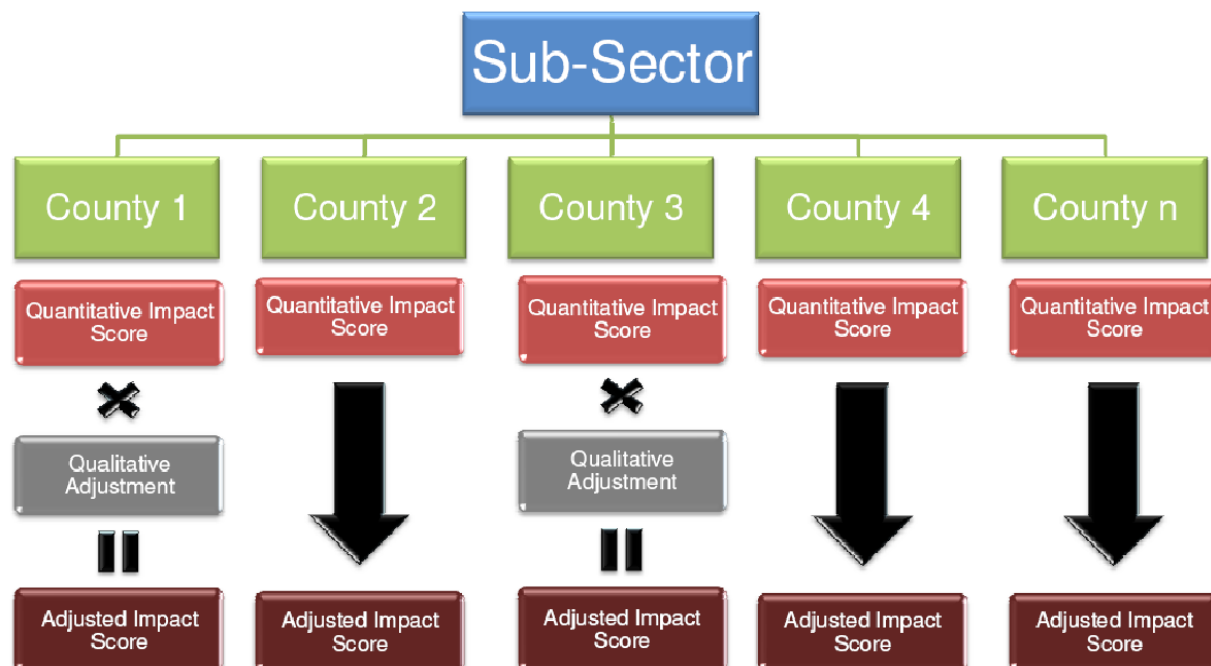 Sub-Sector
County 1
County 2
County 3
County 4
County n
Quantitative Impact
Score
Quantitative Impact
Score
Quantitative Impact
Score
Quantitative Impact
Score
Quantitative Impact
Score
Qualitative
Adjustment
Qualitative
Adjustment
Adjusted Impact
Score
Adjusted Impact
Score
Adjusted Impact
Score
Adjusted Impact
Score
Adjusted Impact
Score